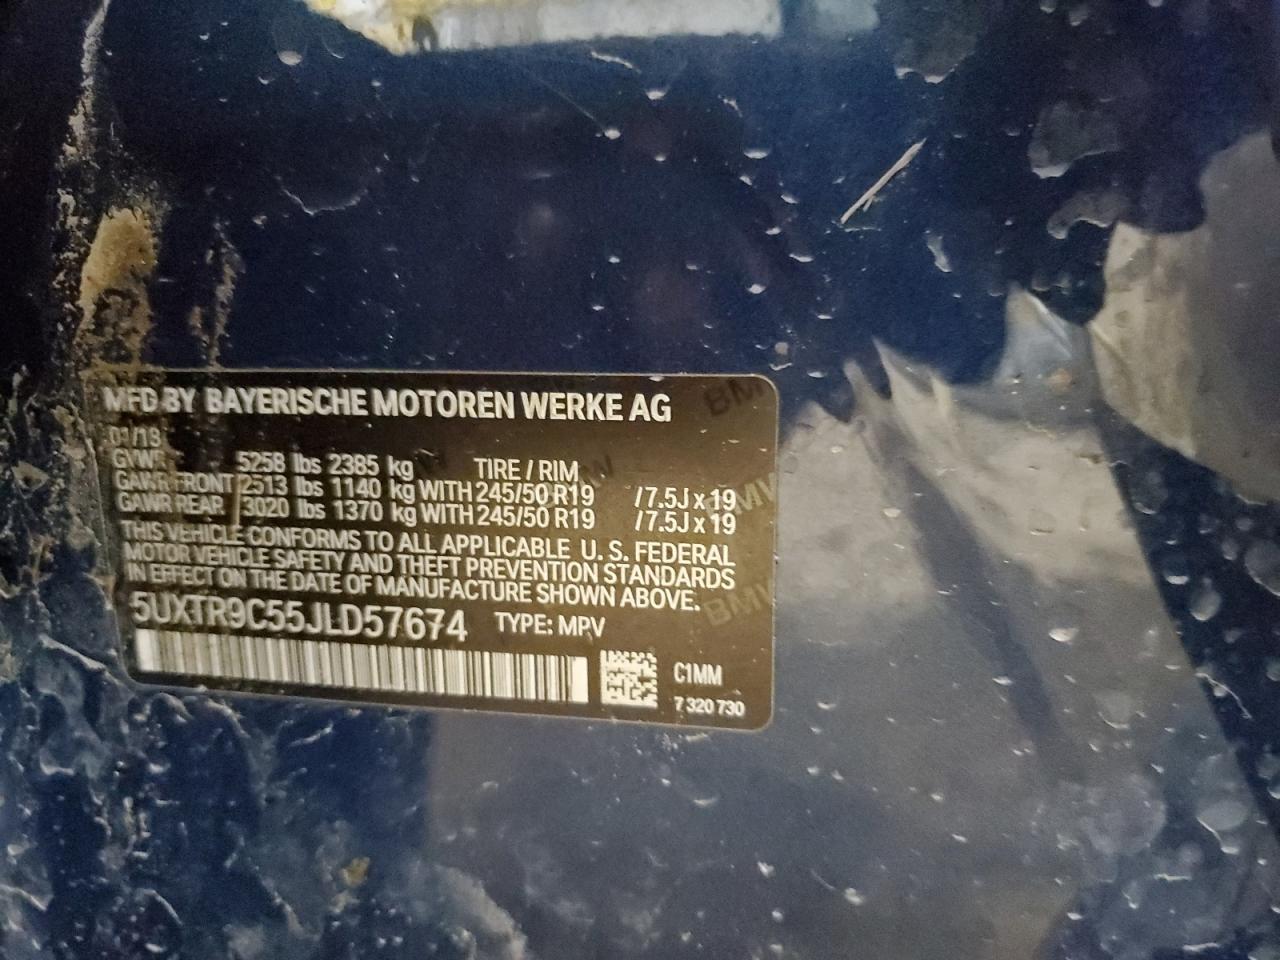 MFD BY BAYERISCHE MOTOREN WERKE AG
01/18
GVWR 5258 lbs 2385 kg TIRE / RIM
GAWR FRONT 2513 lbs 1140 kg WITH 245/50 R19 /7.5J x 19
GAWR REAR 3020 lbs 1370 kg WITH 245/50 R19 /7.5J x 19
THIS VEHICLE CONFORMS TO ALL APPLICABLE U. S. FEDERAL
MOTOR VEHICLE SAFETY AND THEFT PREVENTION STANDARDS
IN EFFECT ON THE DATE OF MANUFACTURE SHOWN ABOVE.
5UXTR9C55JLD57674 TYPE: MPV
C1MM
7 320 730